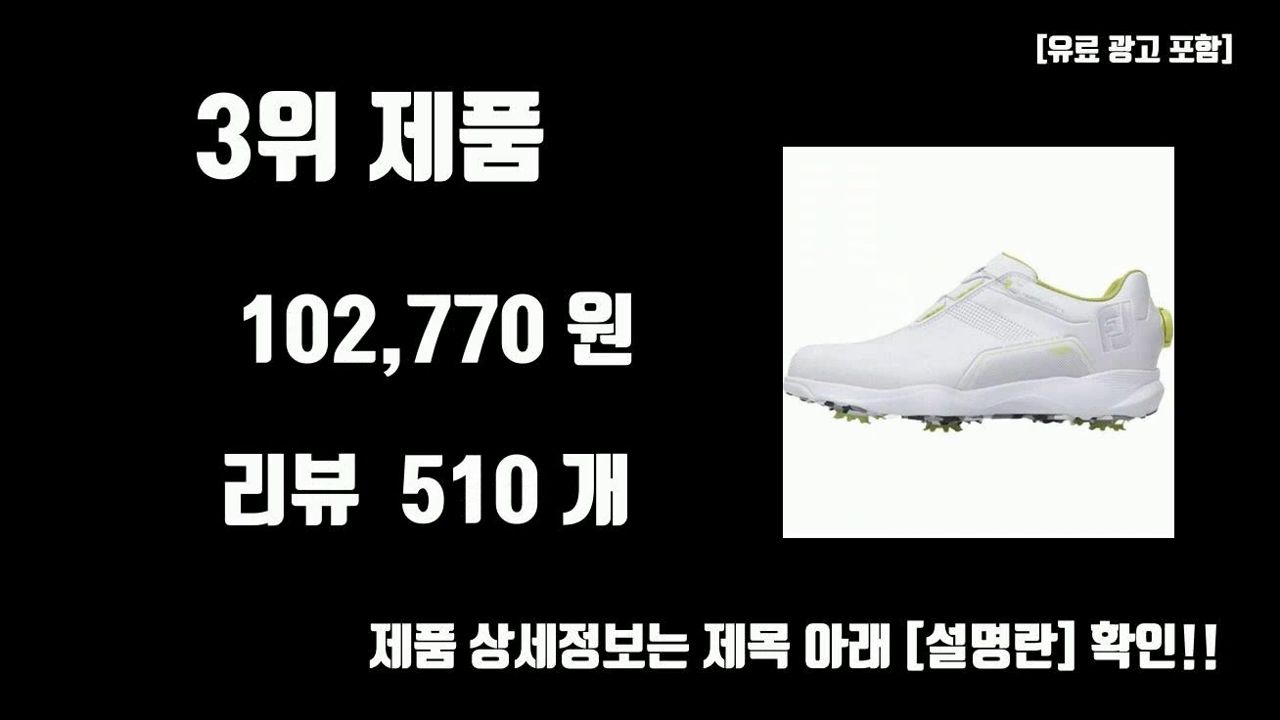 [유료 광고 포함]
3위 제품
102,770 원
리뷰 510 개
FJ
제품 상세정보는 제목 아래 [설명란] 확인!!